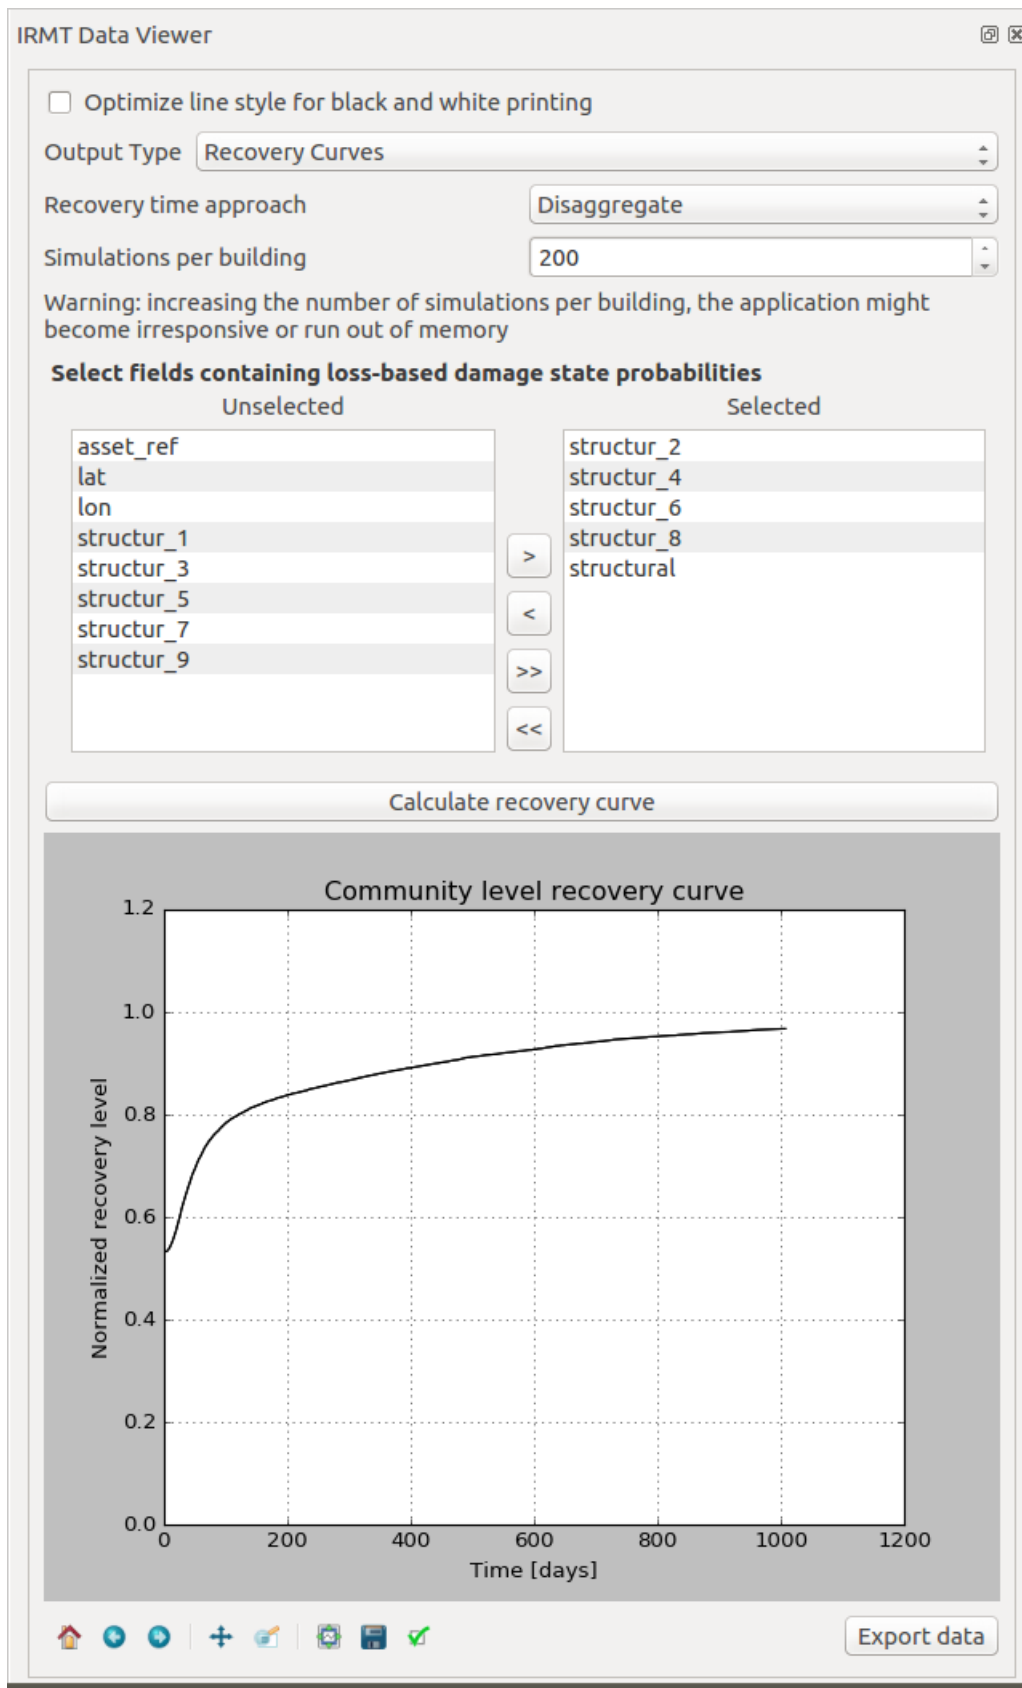 IRMT Data Viewer
Optimize line style for black and white printing
Output Type Recovery Curves
Recovery time approach Disaggregate
Simulations per building 200
Warning: increasing the number of simulations per building, the application might
become irresponsive or run out of memory
Select fields containing loss-based damage state probabilities
Unselected Selected
asset_ref structur_2
lat structur_4
lon structur_6
structur_1 structur_8
structur_3 structural
structur_5
structur_7
structur_9
>
<
>>
<<
Calculate recovery curve
Community level recovery curve
1.2
1.0
0.8
0.6
0.4
0.2
0.0
Normalized recovery level
0 200 400 600 800 1000 1200
Time [days]
Export data